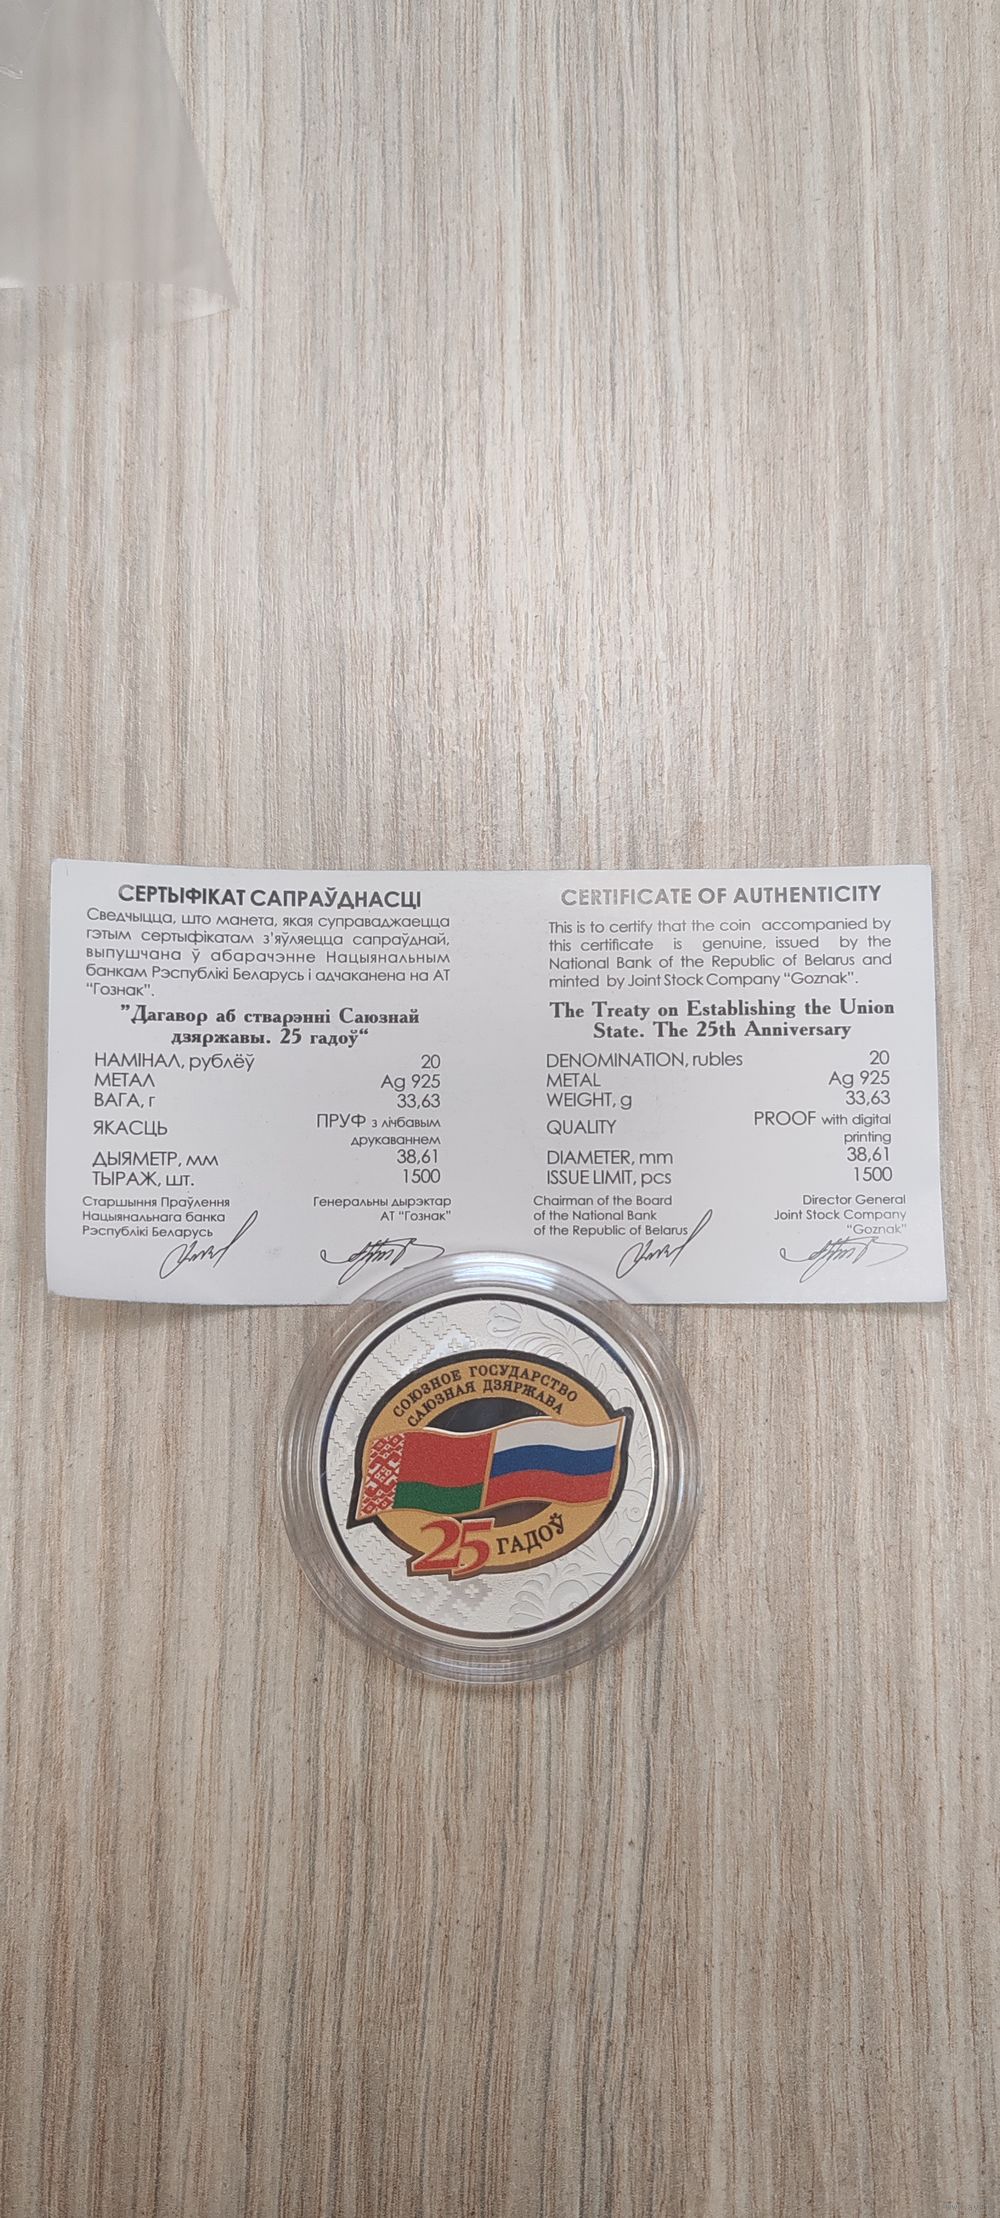 СЕРТЫФІКАТ САПРАЎДНАСЦІ
Сведчыцца, што манета, якая суправаджаецца
гэтым сертыфікатам з'яўляецца сапраўднай,
выпушчана ў абарачэнне Нацыянальным
банкам Рэспублікі Беларусь і адчаканена на АТ
"Гознак".
"Дагавор аб стварэнні Саюзнай
дзяржавы. 25 гадоў"
НАМІНАЛ, рублёў 20
МЕТАЛ Ag 925
ВАГА, г 33,63
ЯКАСЦЬ ПРУФ з лічбавым
друкаваннем
ДЫЯМЕТР, мм 38,61
ТЫРАЖ, шт. 1500
Старшыння Праўлення
Нацыянальнага банка
Рэспублікі Беларусь
Генеральны дырэктар
АТ "Гознак"
CERTIFICATE OF AUTHENTICITY
This is to certify that the coin accompanied by
this certificate is genuine, issued by the
National Bank of the Republic of Belarus and
minted by Joint Stock Company "Goznak".
The Treaty on Establishing the Union
State. The 25th Anniversary
DENOMINATION, rubles 20
METAL Ag 925
WEIGHT, g 33,63
QUALITY PROOF with digital
printing
DIAMETER, mm 38,61
ISSUE LIMIT, pcs 1500
Chairman of the Board
of the National Bank
of the Republic of Belarus
Director General
Joint Stock Company
"Goznak"
СОЮЗНОЕ ГОСУДАРСТВО
САЮЗНАЯ ДЗЯРЖАВА
25 ГАДОЎ